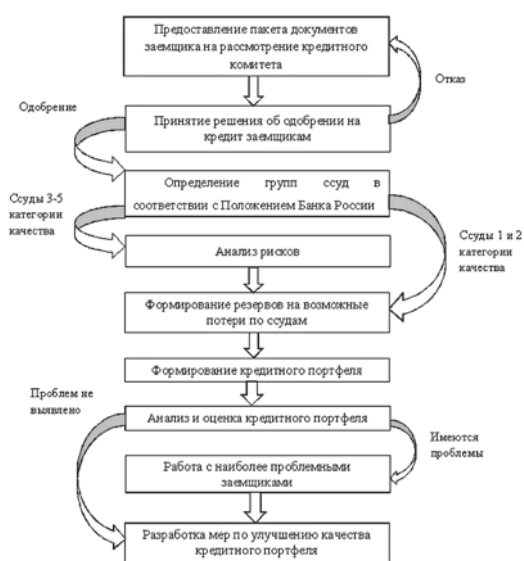 Предоставление пакета документов
заемщика на рассмотрение кредитного
комитета
Отказ
Одобрение
Принятие решения об одобрении на
кредит заемщикам
Определение групп ссуд в
соответствии с Положением Банка России
Ссуды 3-5
категории
качества
Ссуды 1 и 2
категории
качества
Анализ рисков
Формирование резервов на возможные
потери по ссудам
Формирование кредитного портфеля
Проблем не
выявлено
Анализ и оценка кредитного портфеля
Имеются
проблемы
Работа с наиболее проблемными
заемщиками
Разработка мер по улучшению качества
кредитного портфеля